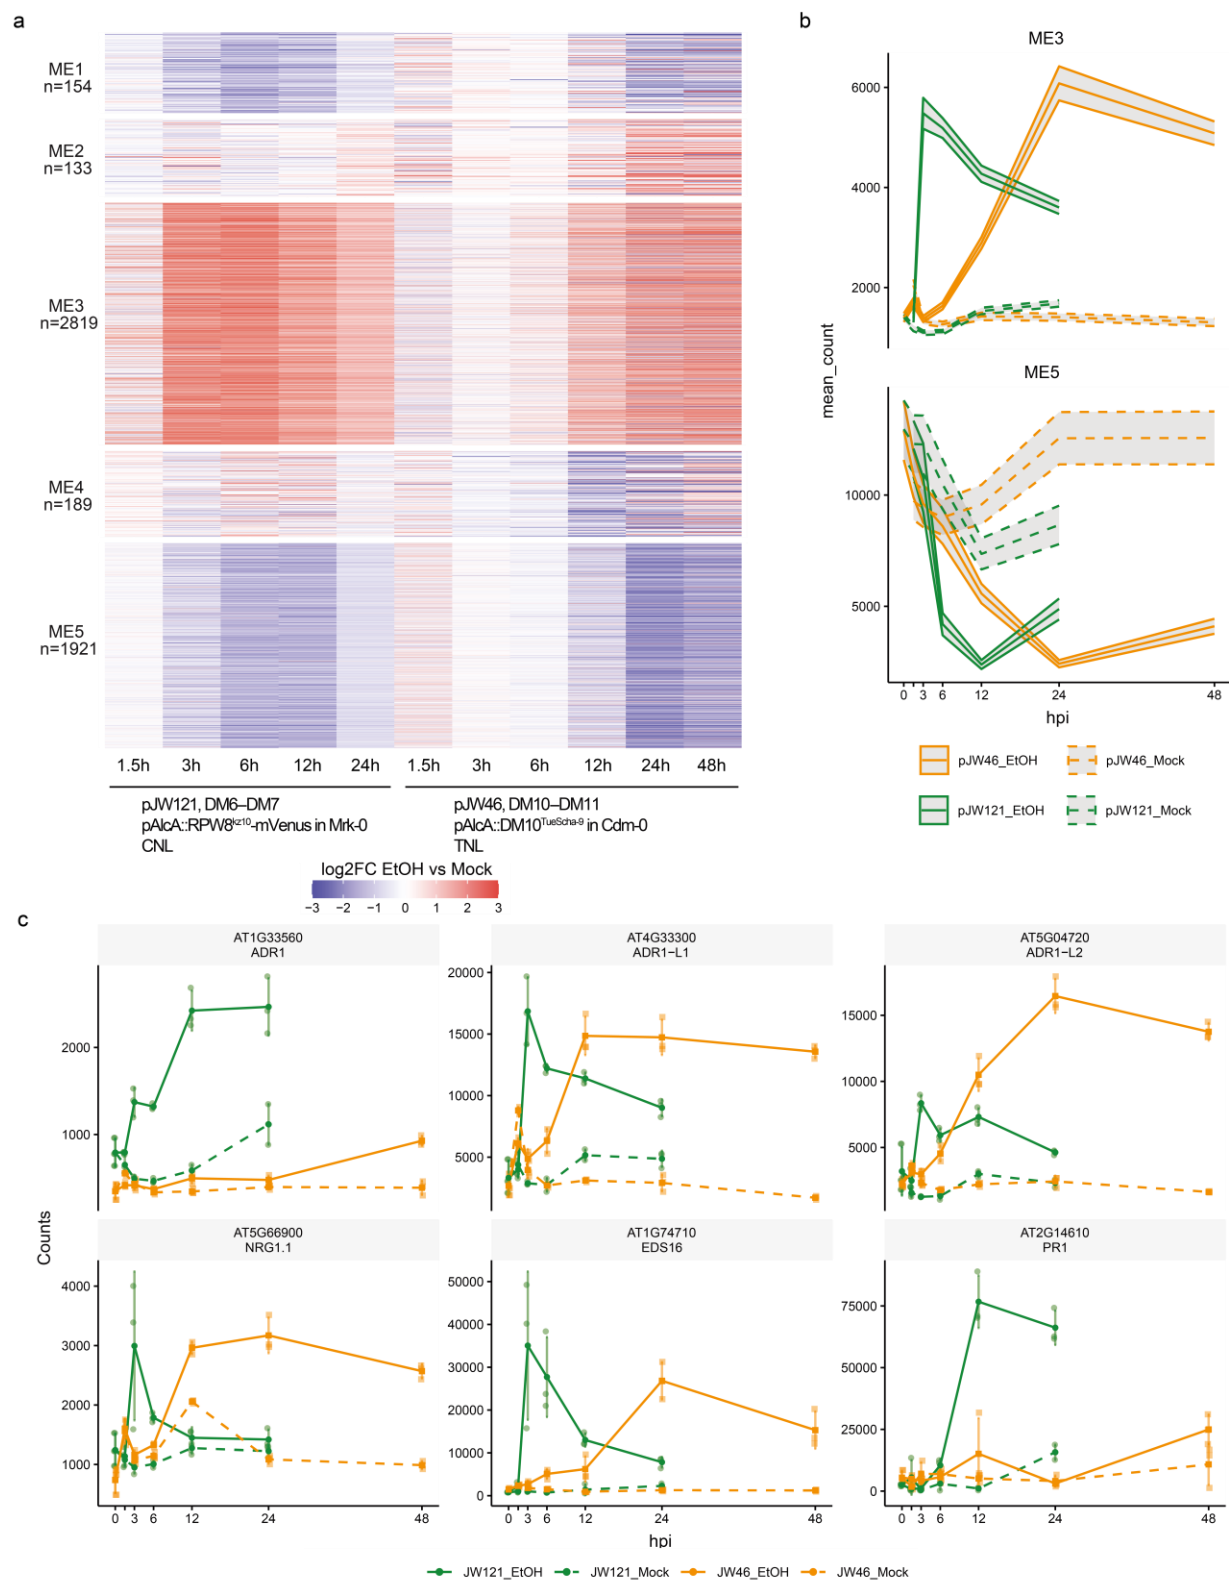 a
ME1
n=154
ME2
n=133
ME3
n=2819
ME4
n=189
ME5
n=1921
1.5h 3h 6h 12h 24h 1.5h 3h 6h 12h 24h 48h
pJW121, DM6–DM7
pAlcA::RPW8kz10-mVenus in Mrk-0
CNL
pJW46, DM10–DM11
pAlcA::DM10TueScha-9 in Cdm-0
TNL
log2FC EtOH vs Mock
−3 −2 −1 0 1 2 3
b
ME3
6000
4000
2000
mean_count
ME5
10000
5000
0 3 6 12 24 48
hpi
pJW46_EtOH pJW46_Mock
pJW121_EtOH pJW121_Mock
c
AT1G33560
ADR1
2000
1000
AT4G33300
ADR1−L1
20000
15000
10000
5000
AT5G04720
ADR1−L2
15000
10000
5000
Counts
AT5G66900
NRG1.1
4000
3000
2000
1000
0 3 6 12 24 48
AT1G74710
EDS16
50000
40000
30000
20000
10000
0
0 3 6 12 24 48
AT2G14610
PR1
75000
50000
25000
0
0 3 6 12 24 48
hpi
JW121_EtOH JW121_Mock JW46_EtOH JW46_Mock